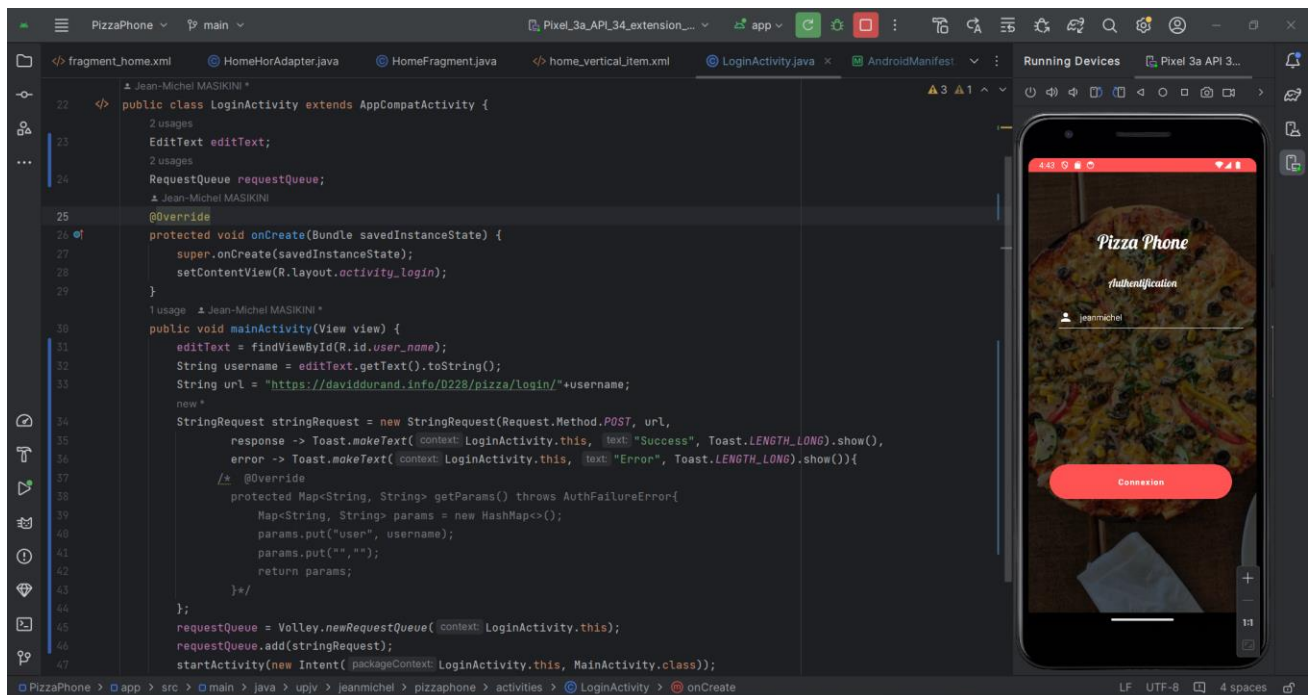 PizzaPhone main Pixel_3a_API_34_extension_... app
fragment_home.xml HomeHorAdapter.java HomeFragment.java home_vertical_item.xml LoginActivity.java AndroidManifest Running Devices Pixel 3a API 3...
Jean-Michel MASIKINI *
3 1
22 </> public class LoginActivity extends AppCompatActivity {
2 usages
23 EditText editText;
2 usages
24 RequestQueue requestQueue;
Jean-Michel MASIKINI
25 @Override
26 protected void onCreate(Bundle savedInstanceState) {
27 super.onCreate(savedInstanceState);
28 setContentView(R.layout.activity_login);
29 }
1 usage Jean-Michel MASIKINI *
30 public void mainActivity(View view) {
31 editText = findViewById(R.id.user_name);
32 String username = editText.getText().toString();
33 String url = "https://daviddurand.info/D228/pizza/login/"+username;
new *
34 StringRequest stringRequest = new StringRequest(Request.Method.POST, url,
35 response -> Toast.makeText( context: LoginActivity.this, text: "Success", Toast.LENGTH_LONG).show(),
36 error -> Toast.makeText( context: LoginActivity.this, text: "Error", Toast.LENGTH_LONG).show()){
37 /* @Override
38 protected Map<String, String> getParams() throws AuthFailureError{
39 Map<String, String> params = new HashMap<>();
40 params.put("user", username);
41 params.put("","");
42 return params;
43 }*/
44 };
45 requestQueue = Volley.newRequestQueue( context: LoginActivity.this);
46 requestQueue.add(stringRequest);
47 startActivity(new Intent( packageContext: LoginActivity.this, MainActivity.class));
4:43
Pizza Phone
Authentification
jeanmichel
Connexion
1:1
PizzaPhone > app > src > main > java > upjv > jeanmichel > pizzaphone > activities > LoginActivity > onCreate LF UTF-8 4 spaces